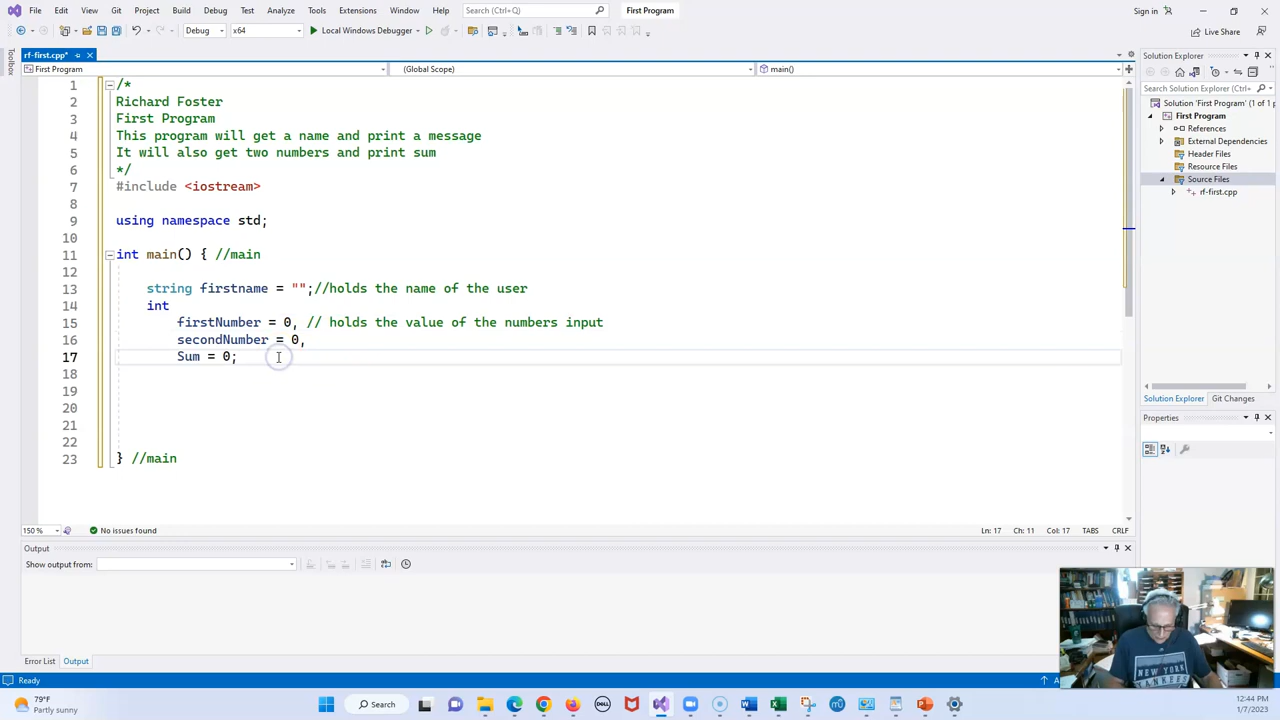 File Edit View Git Project Build Debug Test Analyze Tools Extensions Window Help Search (Ctrl+Q) First Program Sign in
Debug x64 Local Windows Debugger Live Share
Toolbox
rf-first.cpp* Solution Explorer
First Program (Global Scope) main()
Search Solution Explorer (Ctrl+
Solution 'First Program' (1 of 1 p
First Program
References
External Dependencies
Header Files
Resource Files
Source Files
rf-first.cpp
1 /*
2 Richard Foster
3 First Program
4 This program will get a name and print a message
5 It will also get two numbers and print sum
6 */
7 #include <iostream>
8
9 using namespace std;
10
11 int main() { //main
12
13 string firstname = "";//holds the name of the user
14 int
15 firstNumber = 0, // holds the value of the numbers input
16 secondNumber = 0,
17 Sum = 0;
18
19
20
21
22
23 } //main
Solution Explorer Git Changes
Properties
150 % No issues found Ln: 17 Ch: 11 Col: 17 TABS CRLF
Output
Show output from:
Error List Output
Ready
79°F
Partly sunny
Search
12:44 PM
1/7/2023
NEW YORK
YANKEES